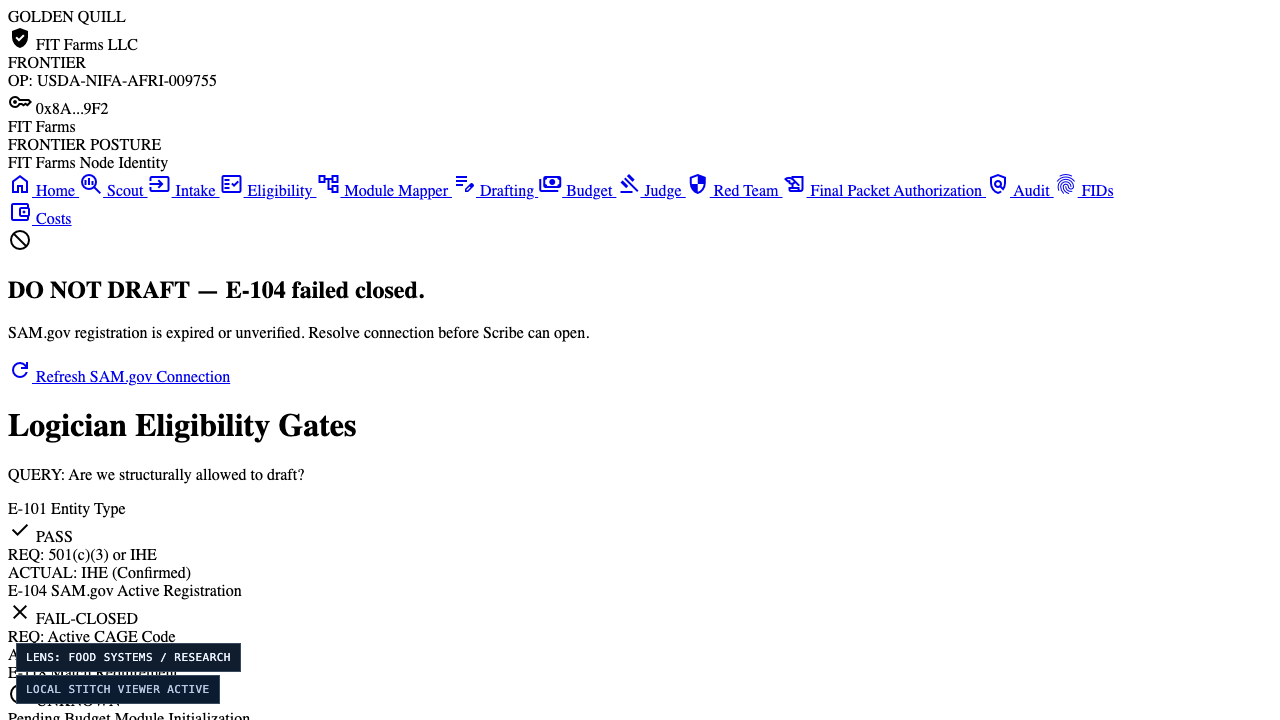 GOLDEN QUILL
FIT Farms LLC
FRONTIER
OP: USDA-NIFA-AFRI-009755
0x8A...9F2
FIT Farms
FRONTIER POSTURE
FIT Farms Node Identity
Home Scout Intake Eligibility Module Mapper Drafting Budget Judge Red Team Final Packet Authorization Audit FIDs
Costs
DO NOT DRAFT — E-104 failed closed.
SAM.gov registration is expired or unverified. Resolve connection before Scribe can open.
Refresh SAM.gov Connection
Logician Eligibility Gates
QUERY: Are we structurally allowed to draft?
E-101 Entity Type
PASS
REQ: 501(c)(3) or IHE
ACTUAL: IHE (Confirmed)
E-104 SAM.gov Active Registration
FAIL-CLOSED
REQ: Active CAGE Code
LENS: FOOD SYSTEMS / RESEARCH
LOCAL STITCH VIEWER ACTIVE
Pending Budget Module Initialization